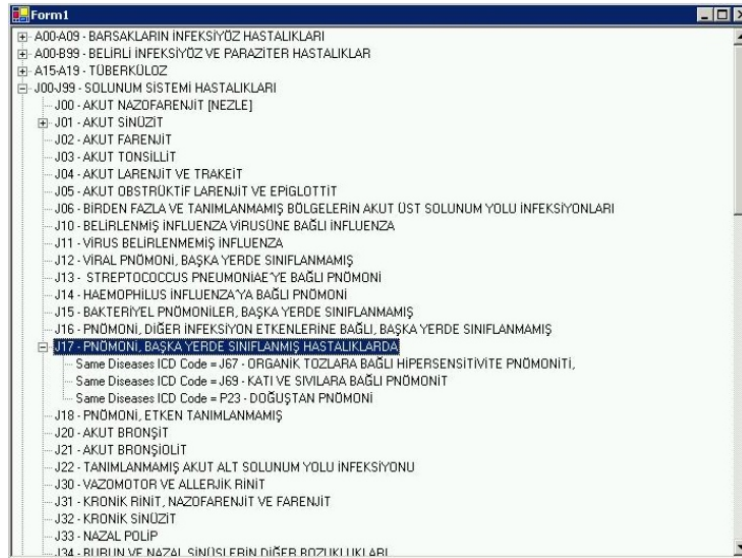 Form1
A00-A09 - BARSAKLARIN İNFEKSİYÖZ HASTALIKLARI
A00-B99 - BELİRLİ İNFEKSİYÖZ VE PARAZİTER HASTALIKLAR
A15-A19 - TÜBERKÜLOZ
J00-J99 - SOLUNUM SİSTEMİ HASTALIKLARI
J00 - AKUT NAZOFARENJİT [NEZLE]
J01 - AKUT SİNÜZİT
J02 - AKUT FARENJİT
J03 - AKUT TONSİLLİT
J04 - AKUT LARENJİT VE TRAKEİT
J05 - AKUT OBSTRÜKTİF LARENJİT VE EPİGLOTTİT
J06 - BİRDEN FAZLA VE TANIMLANMAMIŞ BÖLGELERİN AKUT ÜST SOLUNUM YOLU İNFEKSİYONLARI
J10 - BELİRLENMİŞ İNFLUENZA VİRUSÜNE BAĞLI İNFLUENZA
J11 - VİRUS BELİRLENMEMİŞ İNFLUENZA
J12 - VİRAL PNÖMONİ, BAŞKA YERDE SINIFLANMAMIŞ
J13 - STREPTOCOCCUS PNEUMONİAE'YE BAĞLI PNÖMONİ
J14 - HAEMOPHİLUS İNFLUENZA'YA BAĞLI PNÖMONİ
J15 - BAKTERİYEL PNÖMONİLER, BAŞKA YERDE SINIFLANMAMIŞ
J16 - PNÖMONİ, DİĞER İNFEKSİYON ETKENLERİNE BAĞLI, BAŞKA YERDE SINIFLANMAMIŞ
J17 - PNÖMONİ, BAŞKA YERDE SINIFLANMIŞ HASTALIKLARDA
Same Diseases ICD Code = J67 - ORGANİK TOZLARA BAĞLI HİPERSENSİTİVİTE PNÖMONİTİ,
Same Diseases ICD Code = J69 - KATI VE SIVILARA BAĞLI PNÖMONİT
Same Diseases ICD Code = P23 - DOĞUŞTAN PNÖMONİ
J18 - PNÖMONİ, ETKEN TANIMLANMAMIŞ
J20 - AKUT BRONŞİT
J21 - AKUT BRONŞİOLİT
J22 - TANIMLANMAMIŞ AKUT ALT SOLUNUM YOLU İNFEKSİYONU
J30 - VAZOMOTOR VE ALLERJİK RİNİT
J31 - KRONİK RİNİT, NAZOFARENJİT VE FARENJİT
J32 - KRONİK SİNÜZİT
J33 - NAZAL POLİP
J34 - BURUN VE NAZAL SİNÜSLERİN DİĞER BOZUKLUKLARI